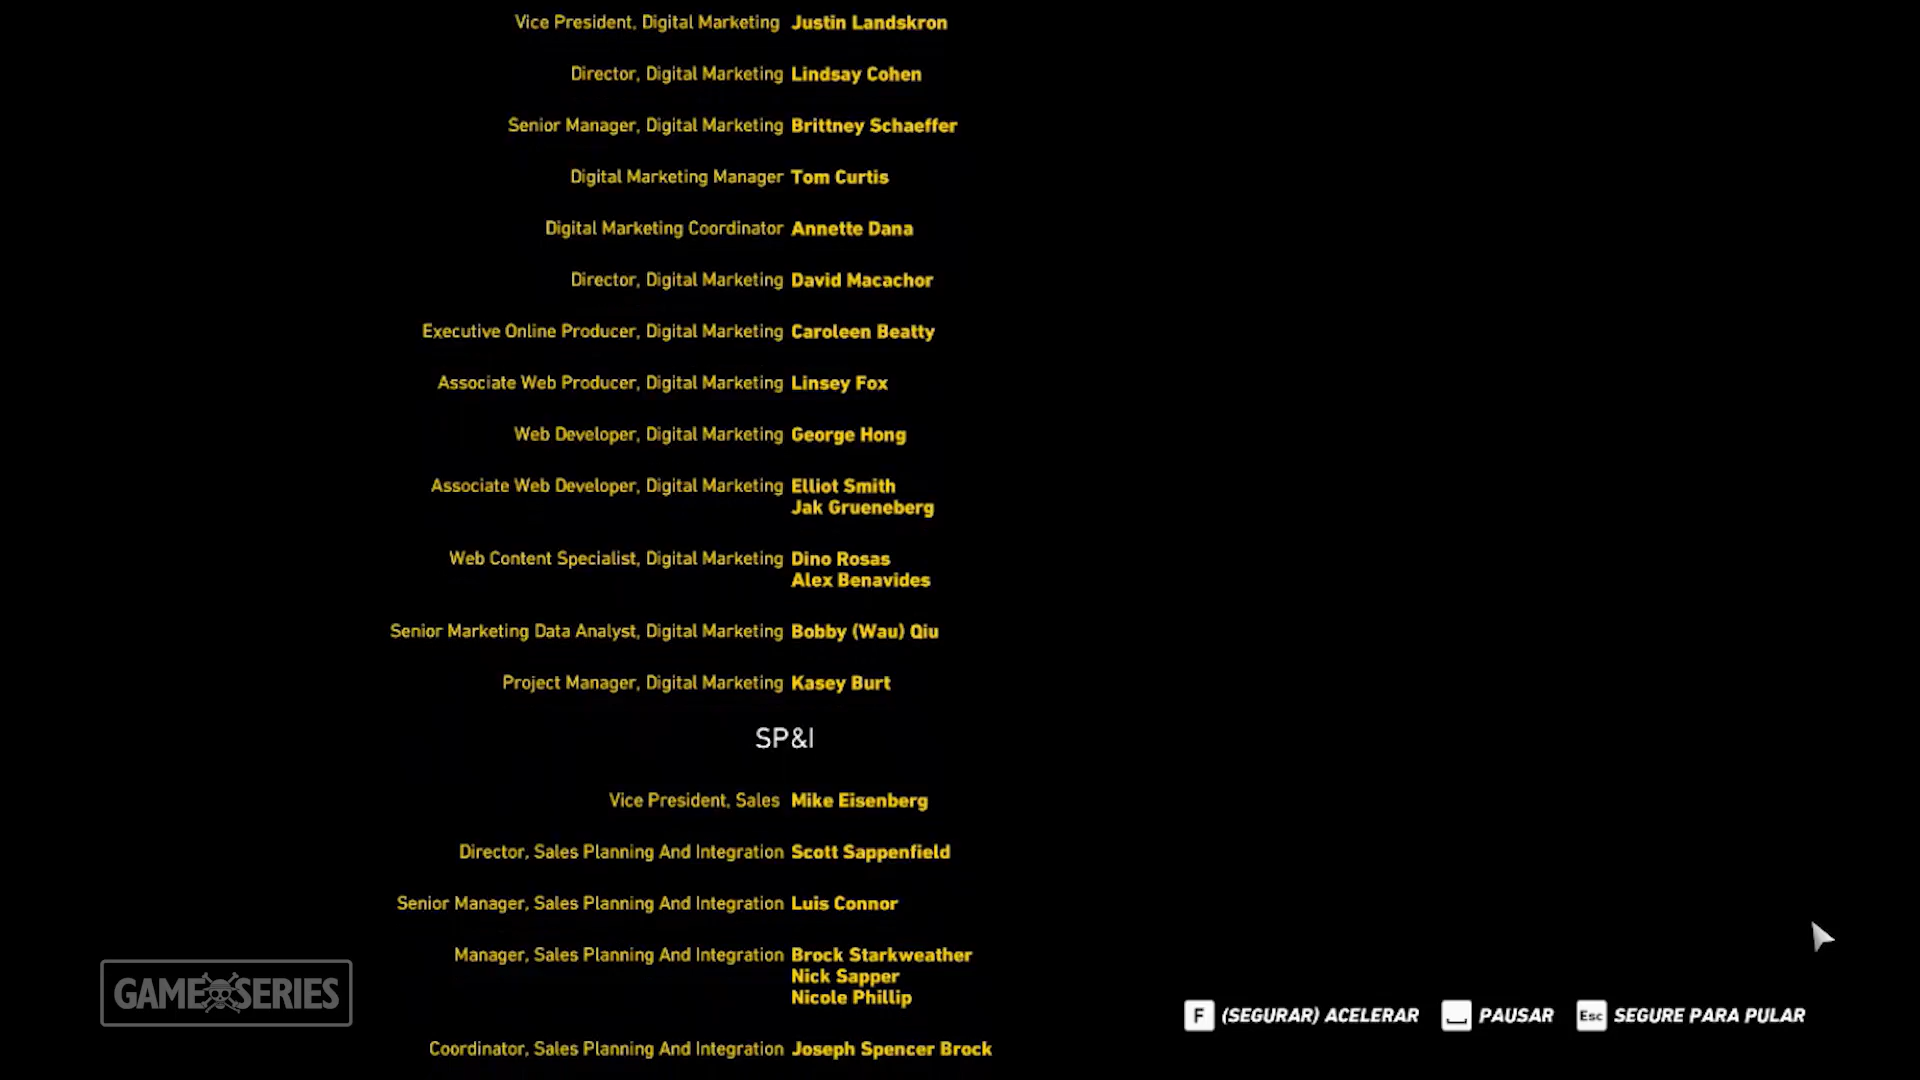 Vice President, Digital Marketing Justin Landskron
Director, Digital Marketing Lindsay Cohen
Senior Manager, Digital Marketing Brittney Schaeffer
Digital Marketing Manager Tom Curtis
Digital Marketing Coordinator Annette Dana
Director, Digital Marketing David Macachor
Executive Online Producer, Digital Marketing Caroleen Beatty
Associate Web Producer, Digital Marketing Linsey Fox
Web Developer, Digital Marketing George Hong
Associate Web Developer, Digital Marketing Elliot Smith
Jak Grueneberg
Web Content Specialist, Digital Marketing Dino Rosas
Alex Benavides
Senior Marketing Data Analyst, Digital Marketing Bobby (Wau) Qiu
Project Manager, Digital Marketing Kasey Burt
SP&I
Vice President, Sales Mike Eisenberg
Director, Sales Planning And Integration Scott Sappenfield
Senior Manager, Sales Planning And Integration Luis Connor
Manager, Sales Planning And Integration Brock Starkweather
Nick Sapper
Nicole Phillip
Coordinator, Sales Planning And Integration Joseph Spencer Brock
GAME SERIES
F (SEGURAR) ACELERAR PAUSAR Esc SEGURE PARA PULAR